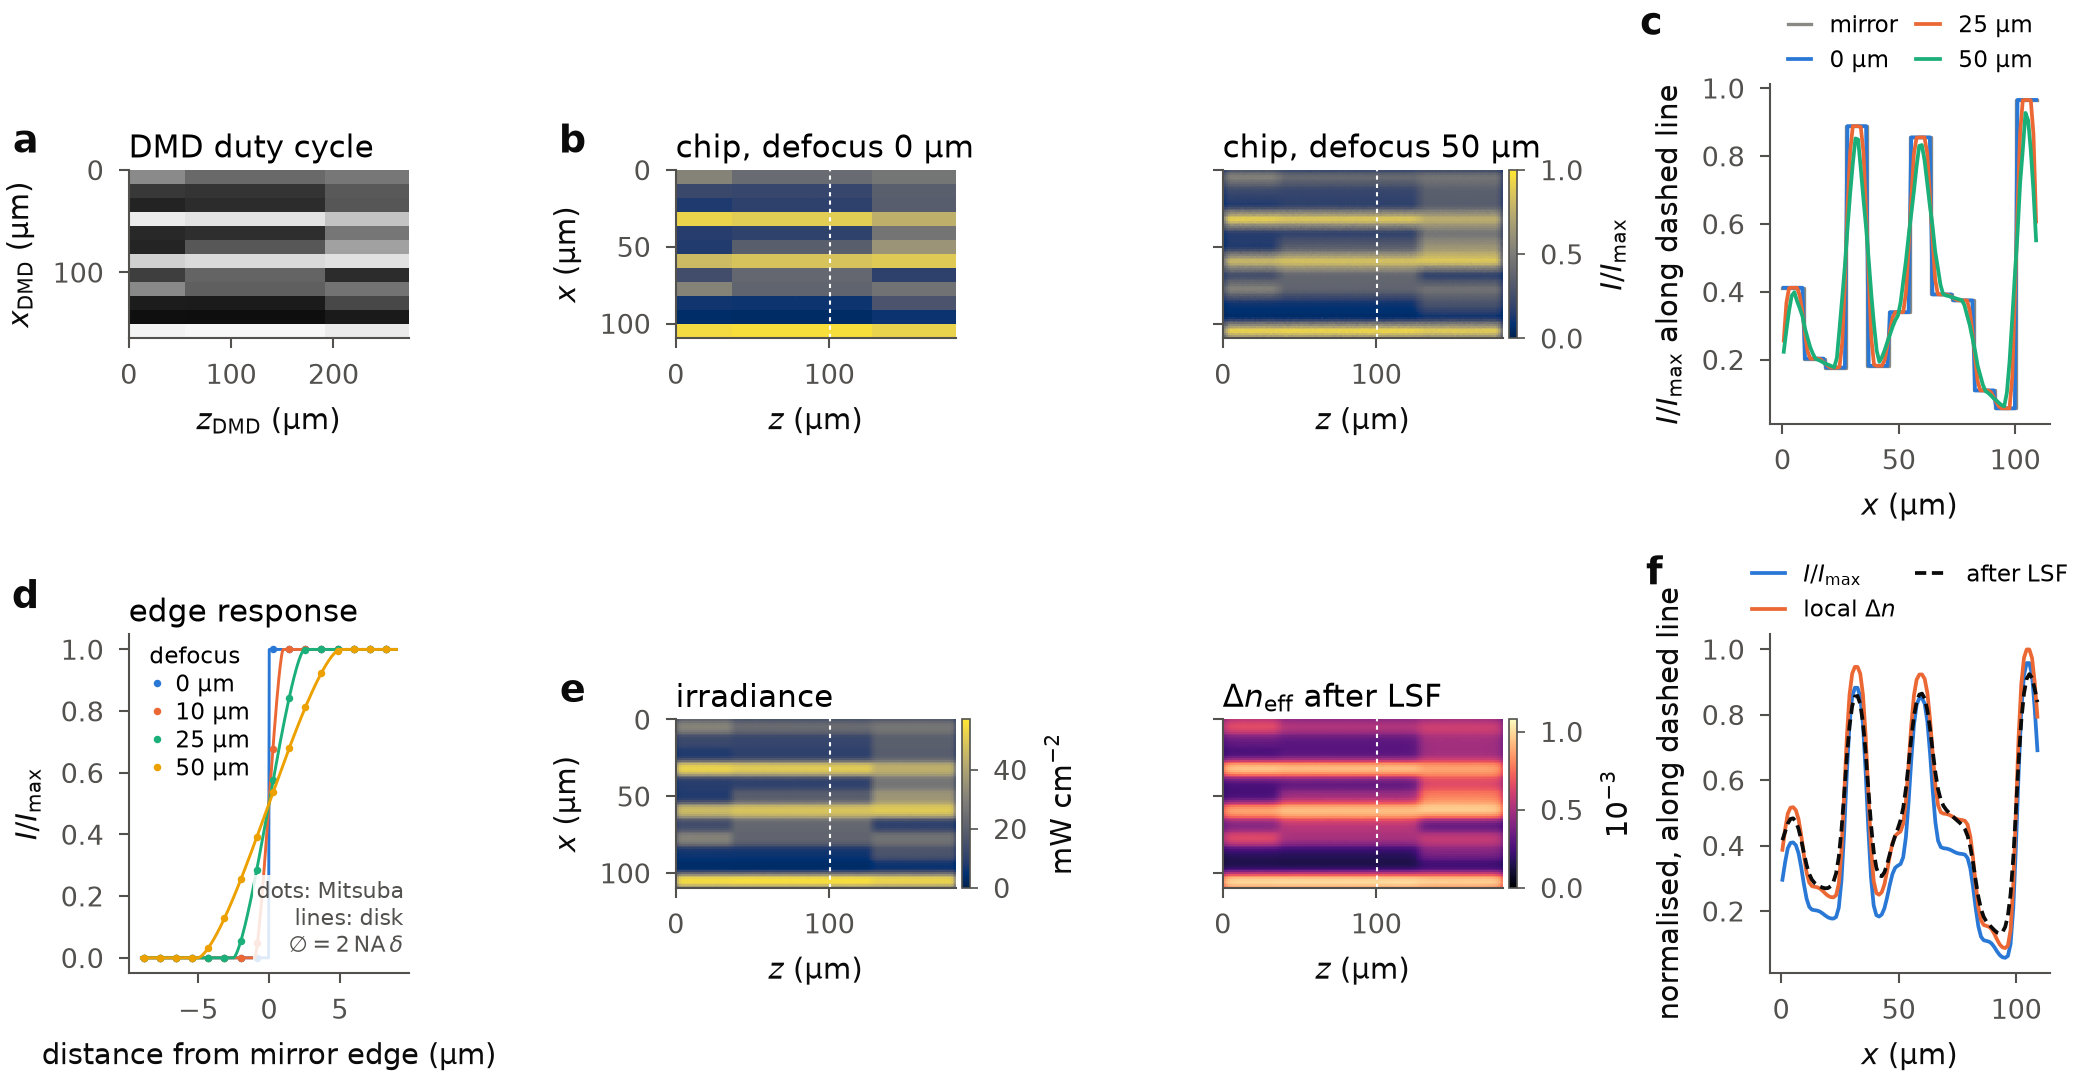 a
DMD duty cycle
0
100
x_DMD (µm)
0 100 200
z_DMD (µm)
b
chip, defocus 0 µm
0
50
100
x (µm)
0 100
z (µm)
chip, defocus 50 µm
0 100
z (µm)
1.0
0.5
0.0
I/I_max
c
mirror 25 µm
0 µm 50 µm
1.0
0.8
0.6
0.4
0.2
I/I_max along dashed line
0 50 100
x (µm)
d
edge response
defocus
0 µm
10 µm
25 µm
50 µm
dots: Mitsuba
lines: disk
∅ = 2 NA δ
1.0
0.8
0.6
0.4
0.2
0.0
I/I_max
−5 0 5
distance from mirror edge (µm)
e
irradiance
0
50
100
x (µm)
0 100
z (µm)
40
20
0
mW cm⁻²
Δn_eff after LSF
0 100
z (µm)
1.0
0.5
0.0
10⁻³
f
I/I_max after LSF
local Δn
1.0
0.8
0.6
0.4
0.2
normalised, along dashed line
0 50 100
x (µm)